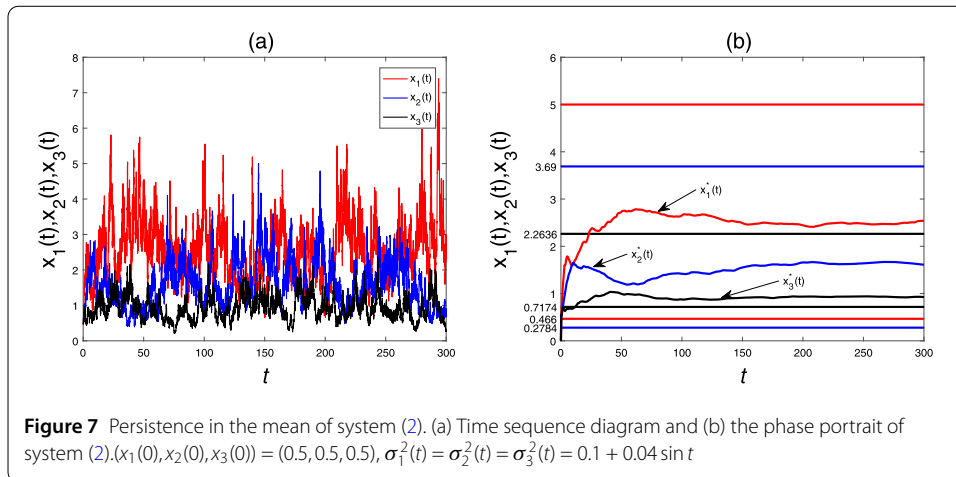 (a)
x₁(t),x₂(t),x₃(t)
8
7
6
5
4
3
2
1
0
0 50 100 150 200 250 300
t
x₁(t)
x₂(t)
x₃(t)
(b)
x₁(t),x₂(t),x₃(t)
6
5
4
3.69
3
2.2636
1
0.7174
0.466
0.2784
0
0 50 100 150 200 250 300
t
x₁*(t)
x₂*(t)
x₃*(t)
Figure 7 Persistence in the mean of system (2). (a) Time sequence diagram and (b) the phase portrait of
system (2).(x₁(0), x₂(0), x₃(0)) = (0.5, 0.5, 0.5), σ₁²(t) = σ₂²(t) = σ₃²(t) = 0.1 + 0.04 sin t